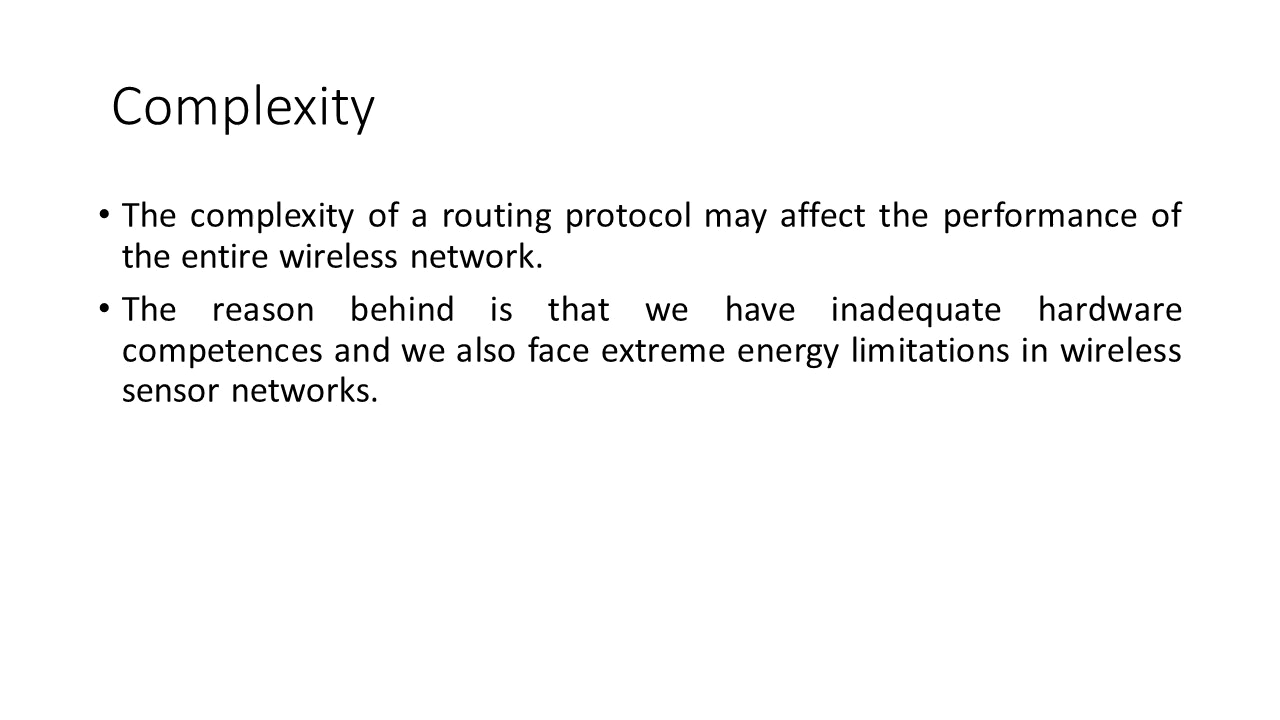 Complexity
• The complexity of a routing protocol may affect the performance of
the entire wireless network.
• The reason behind is that we have inadequate hardware
competences and we also face extreme energy limitations in wireless
sensor networks.